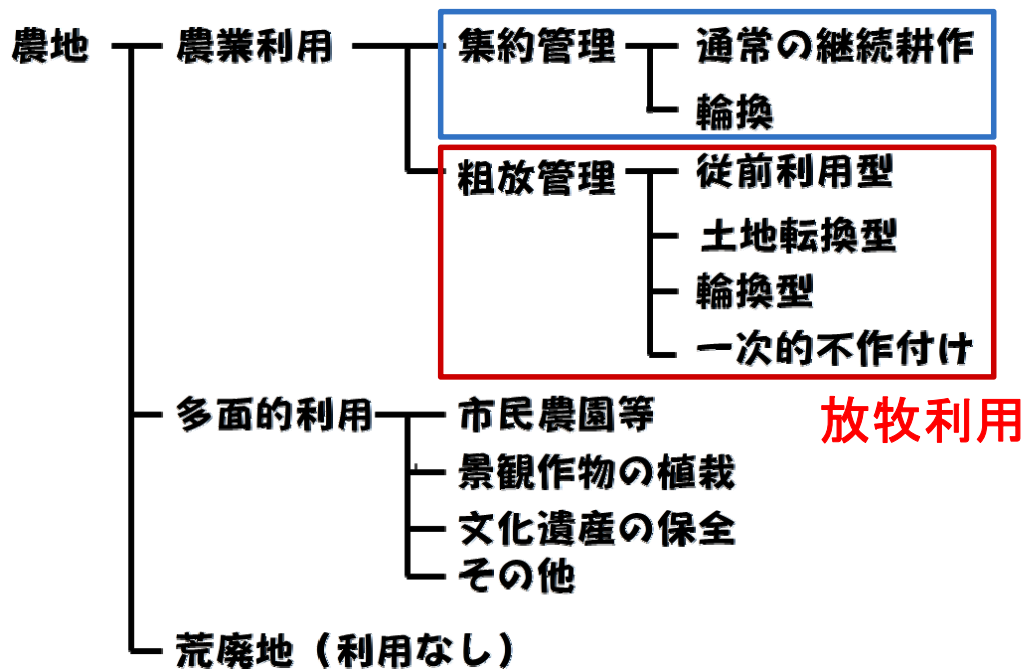 農地 農業利用 集約管理 通常の継続耕作
輪換
粗放管理 従前利用型
土地転換型
輪換型
一次的不作付け
放牧利用
多面的利用 市民農園等
景観作物の植栽
文化遺産の保全
その他
荒廃地（利用なし）